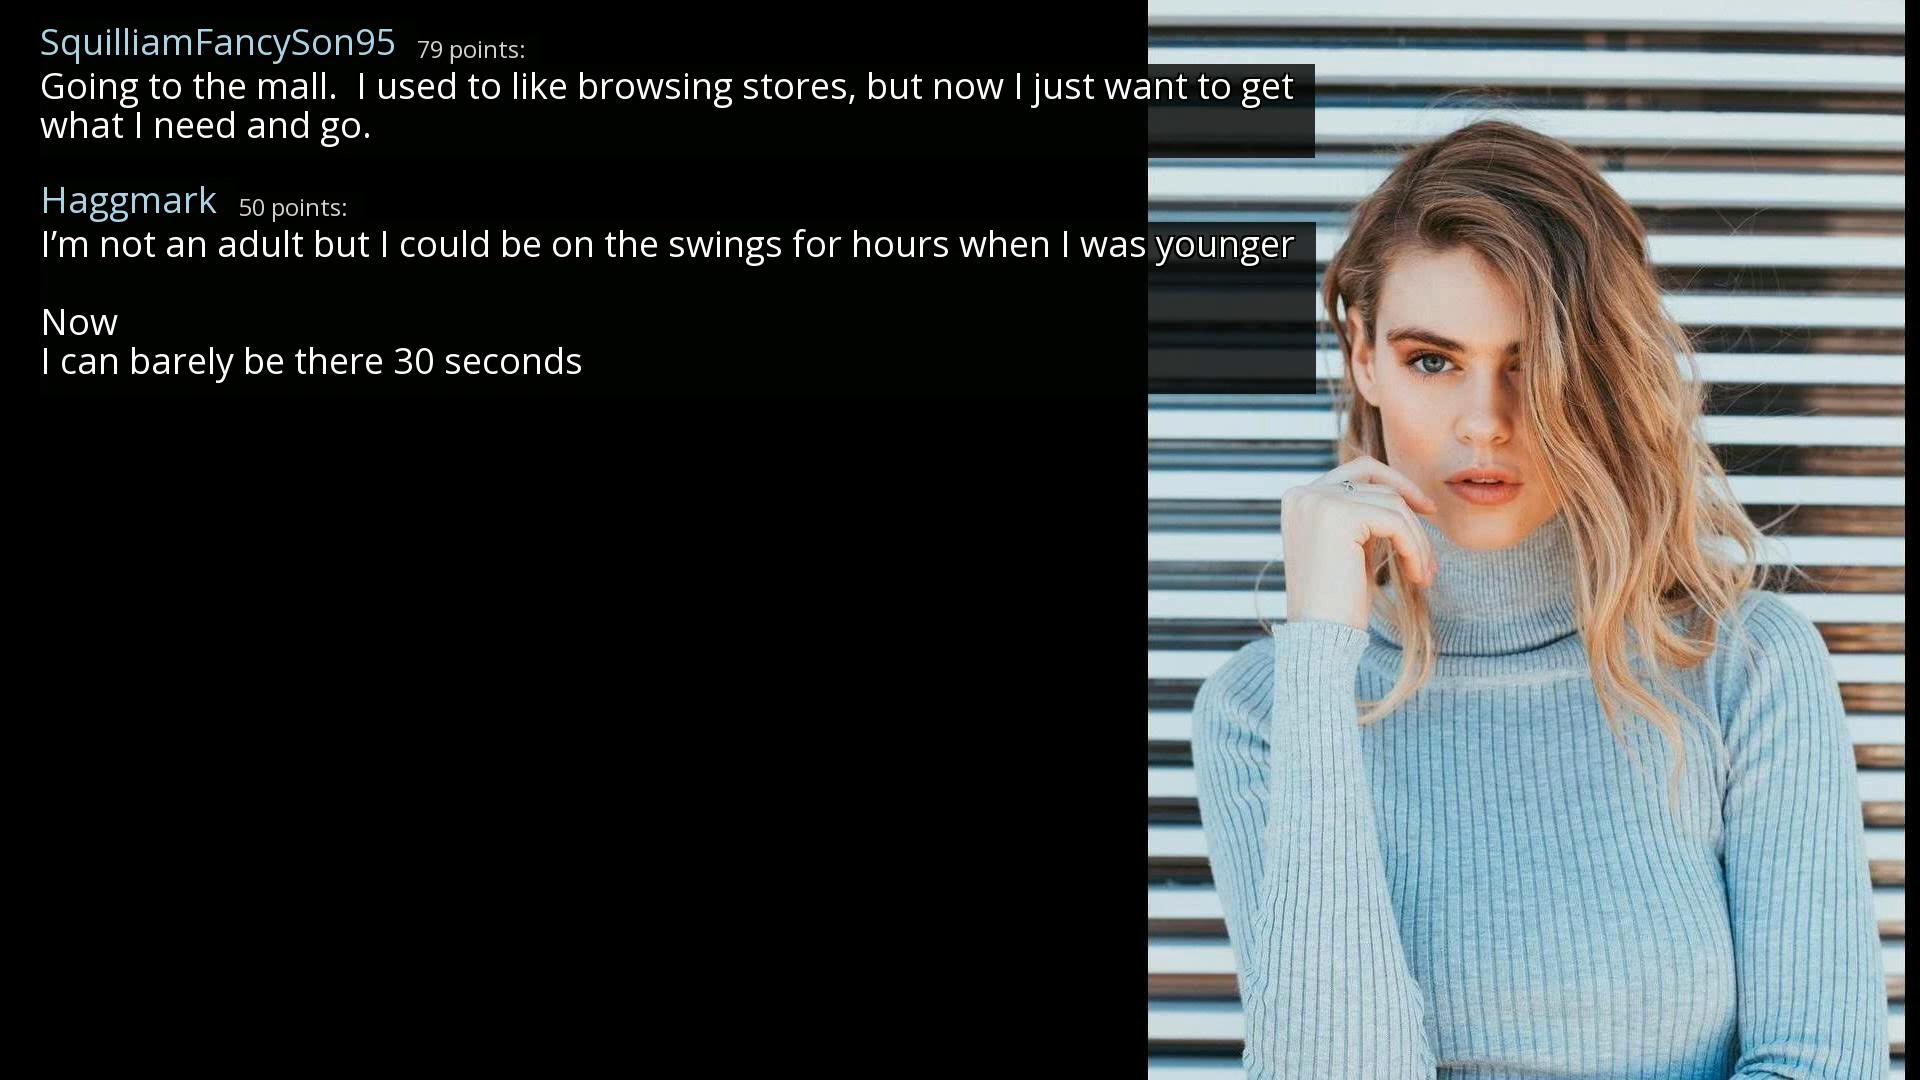 SquilliamFancySon95 79 points:
Going to the mall.  I used to like browsing stores, but now I just want to get
what I need and go.
Haggmark 50 points:
I’m not an adult but I could be on the swings for hours when I was younger
Now
I can barely be there 30 seconds